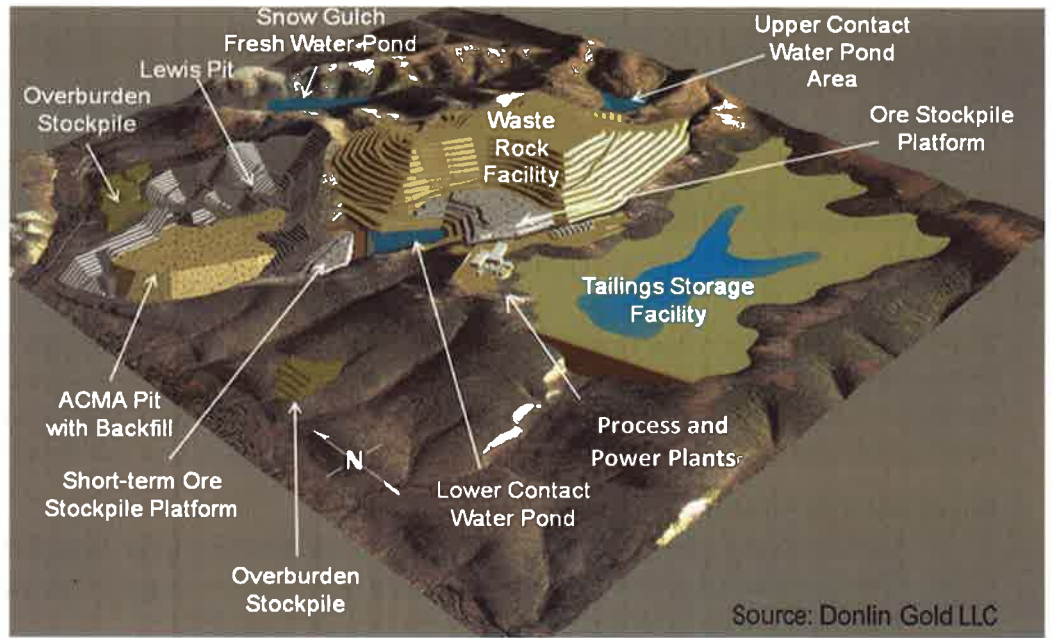 Snow Gulch
Fresh Water Pond
Upper Contact
Water Pond
Area
Lewis Pit
Overburden
Stockpile
Ore Stockpile
Platform
Waste
Rock
Facility
Tailings Storage
Facility
ACMA Pit
with Backfill
Process and
Power Plants
N
Short-term Ore
Stockpile Platform
Lower Contact
Water Pond
Overburden
Stockpile
Source: Donlin Gold LLC